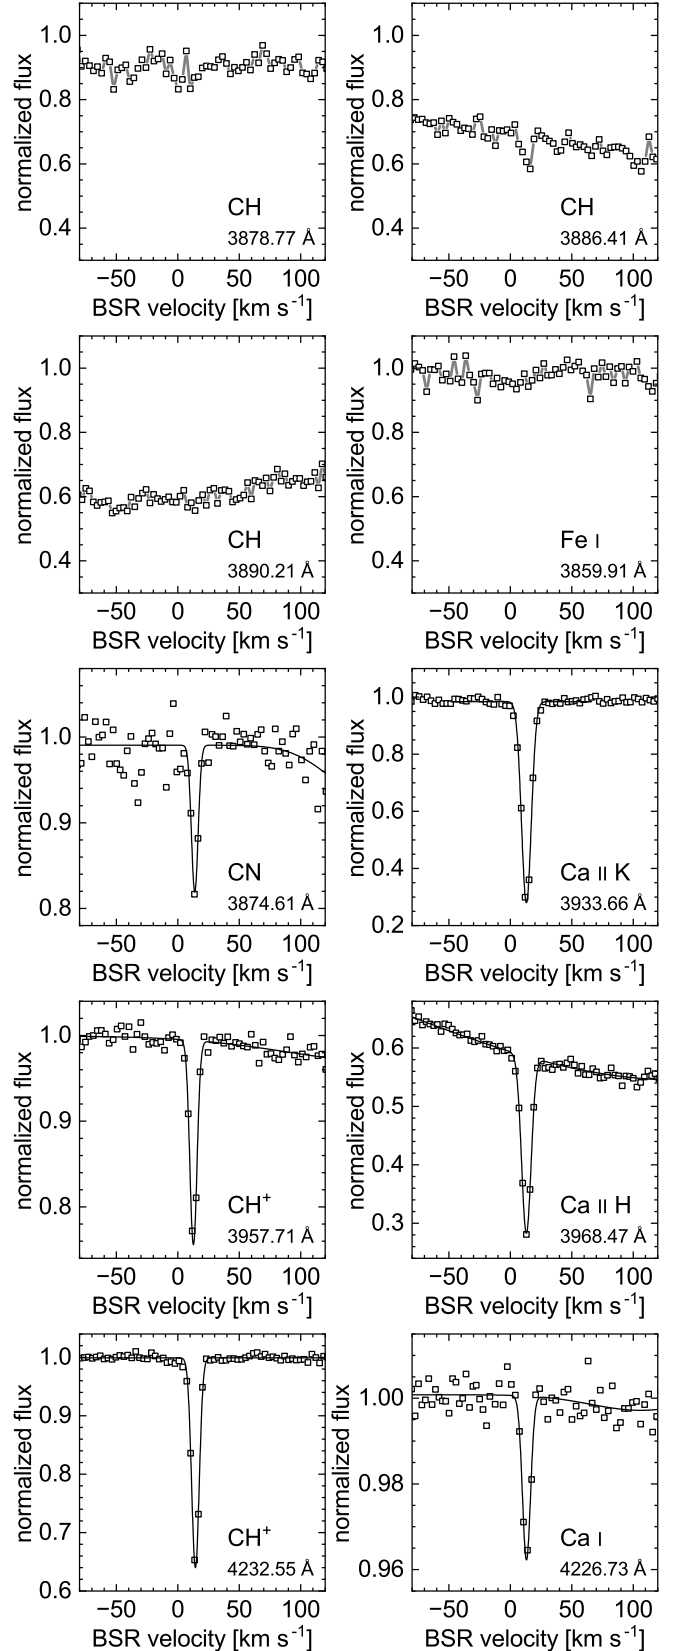 normalized flux
1.0
0.8
0.6
0.4
CH
3878.77 Å
−50 0 50 100
BSR velocity [km s⁻¹]
normalized flux
1.0
0.8
0.6
0.4
CH
3886.41 Å
−50 0 50 100
BSR velocity [km s⁻¹]
normalized flux
1.0
0.8
0.6
0.4
CH
3890.21 Å
−50 0 50 100
BSR velocity [km s⁻¹]
normalized flux
1.0
0.8
0.6
0.4
Fe I
3859.91 Å
−50 0 50 100
BSR velocity [km s⁻¹]
normalized flux
1.0
0.9
0.8
CN
3874.61 Å
−50 0 50 100
BSR velocity [km s⁻¹]
normalized flux
1.0
0.8
0.6
0.4
0.2
Ca II K
3933.66 Å
−50 0 50 100
BSR velocity [km s⁻¹]
normalized flux
1.0
0.9
0.8
CH⁺
3957.71 Å
−50 0 50 100
BSR velocity [km s⁻¹]
normalized flux
0.6
0.5
0.4
0.3
Ca II H
3968.47 Å
−50 0 50 100
BSR velocity [km s⁻¹]
normalized flux
1.0
0.9
0.8
0.7
0.6
CH⁺
4232.55 Å
−50 0 50 100
BSR velocity [km s⁻¹]
normalized flux
1.00
0.98
0.96
Ca I
4226.73 Å
−50 0 50 100
BSR velocity [km s⁻¹]